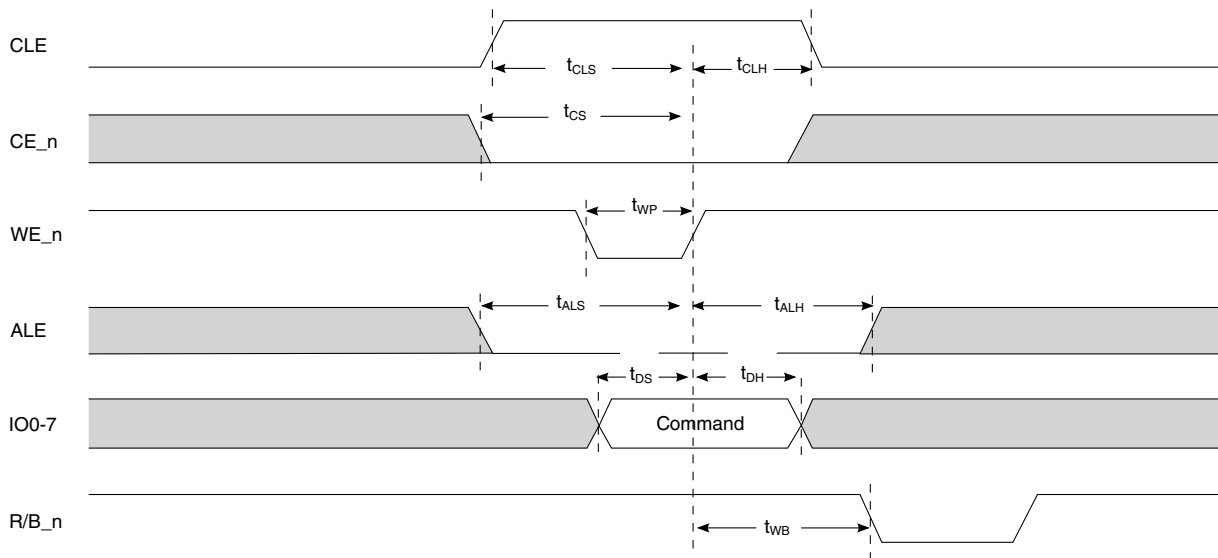 CLE
tCLS
tCLH
CE_n
tCS
WE_n
tWP
ALE
tALS
tALH
IO0-7
tDS
tDH
Command
R/B_n
tWB